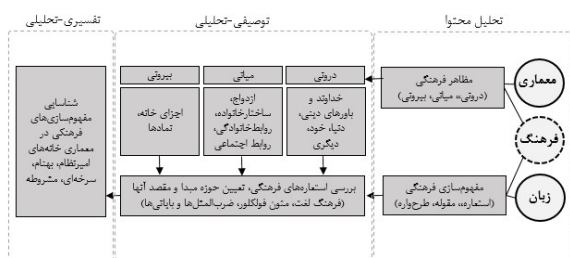 تحلیل محتوا
توصیفی-تحلیلی
تفسیری-تحلیلی
معماری
فرهنگ
زبان
مظاهر فرهنگی
(درونی، میانی، بیرونی)
مفهوم‌سازی فرهنگی
(استعاره، مقوله، طرحواره)
درونی
میانی
بیرونی
خداوند و
باورهای دینی،
دنیا، خود،
دیگری
ازدواج،
ساختارخانواده،
روابط‌خانوادگی،
روابط اجتماعی
اجزای خانه،
نمادها
بررسی استعاره‌های فرهنگی، تعیین حوزه مبدا و مقصد آنها
(فرهنگ لغت، متون فولکلور، ضرب‌المثل‌ها و بایاتی‌ها)
شناسایی
مفهوم‌سازی‌های
فرهنگی در
معماری خانه‌های
امیرنظام، بهنام،
سرخه‌ای، مشروطه